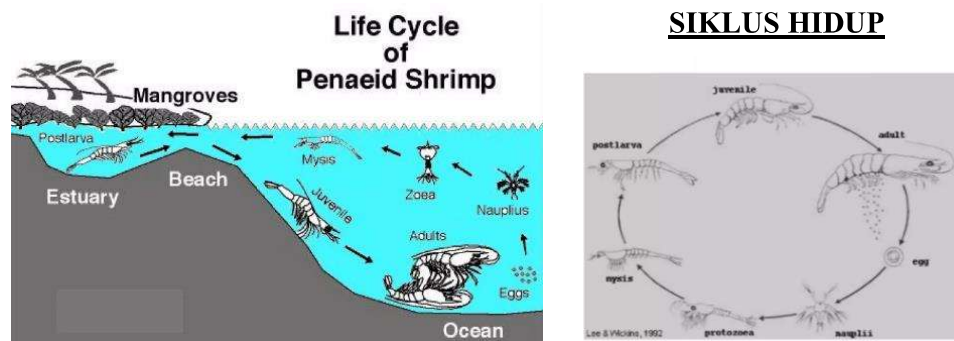 Life Cycle
of
Penaeid Shrimp
Mangroves
Postlarva
Mysis
Zoea
Nauplius
Estuary
Beach
Juvenile
Adults
Eggs
Ocean
SIKLUS HIDUP
juvenile
adult
postlarva
egg
mysis
protozoea
nauplii
Lee & Wickins, 1992